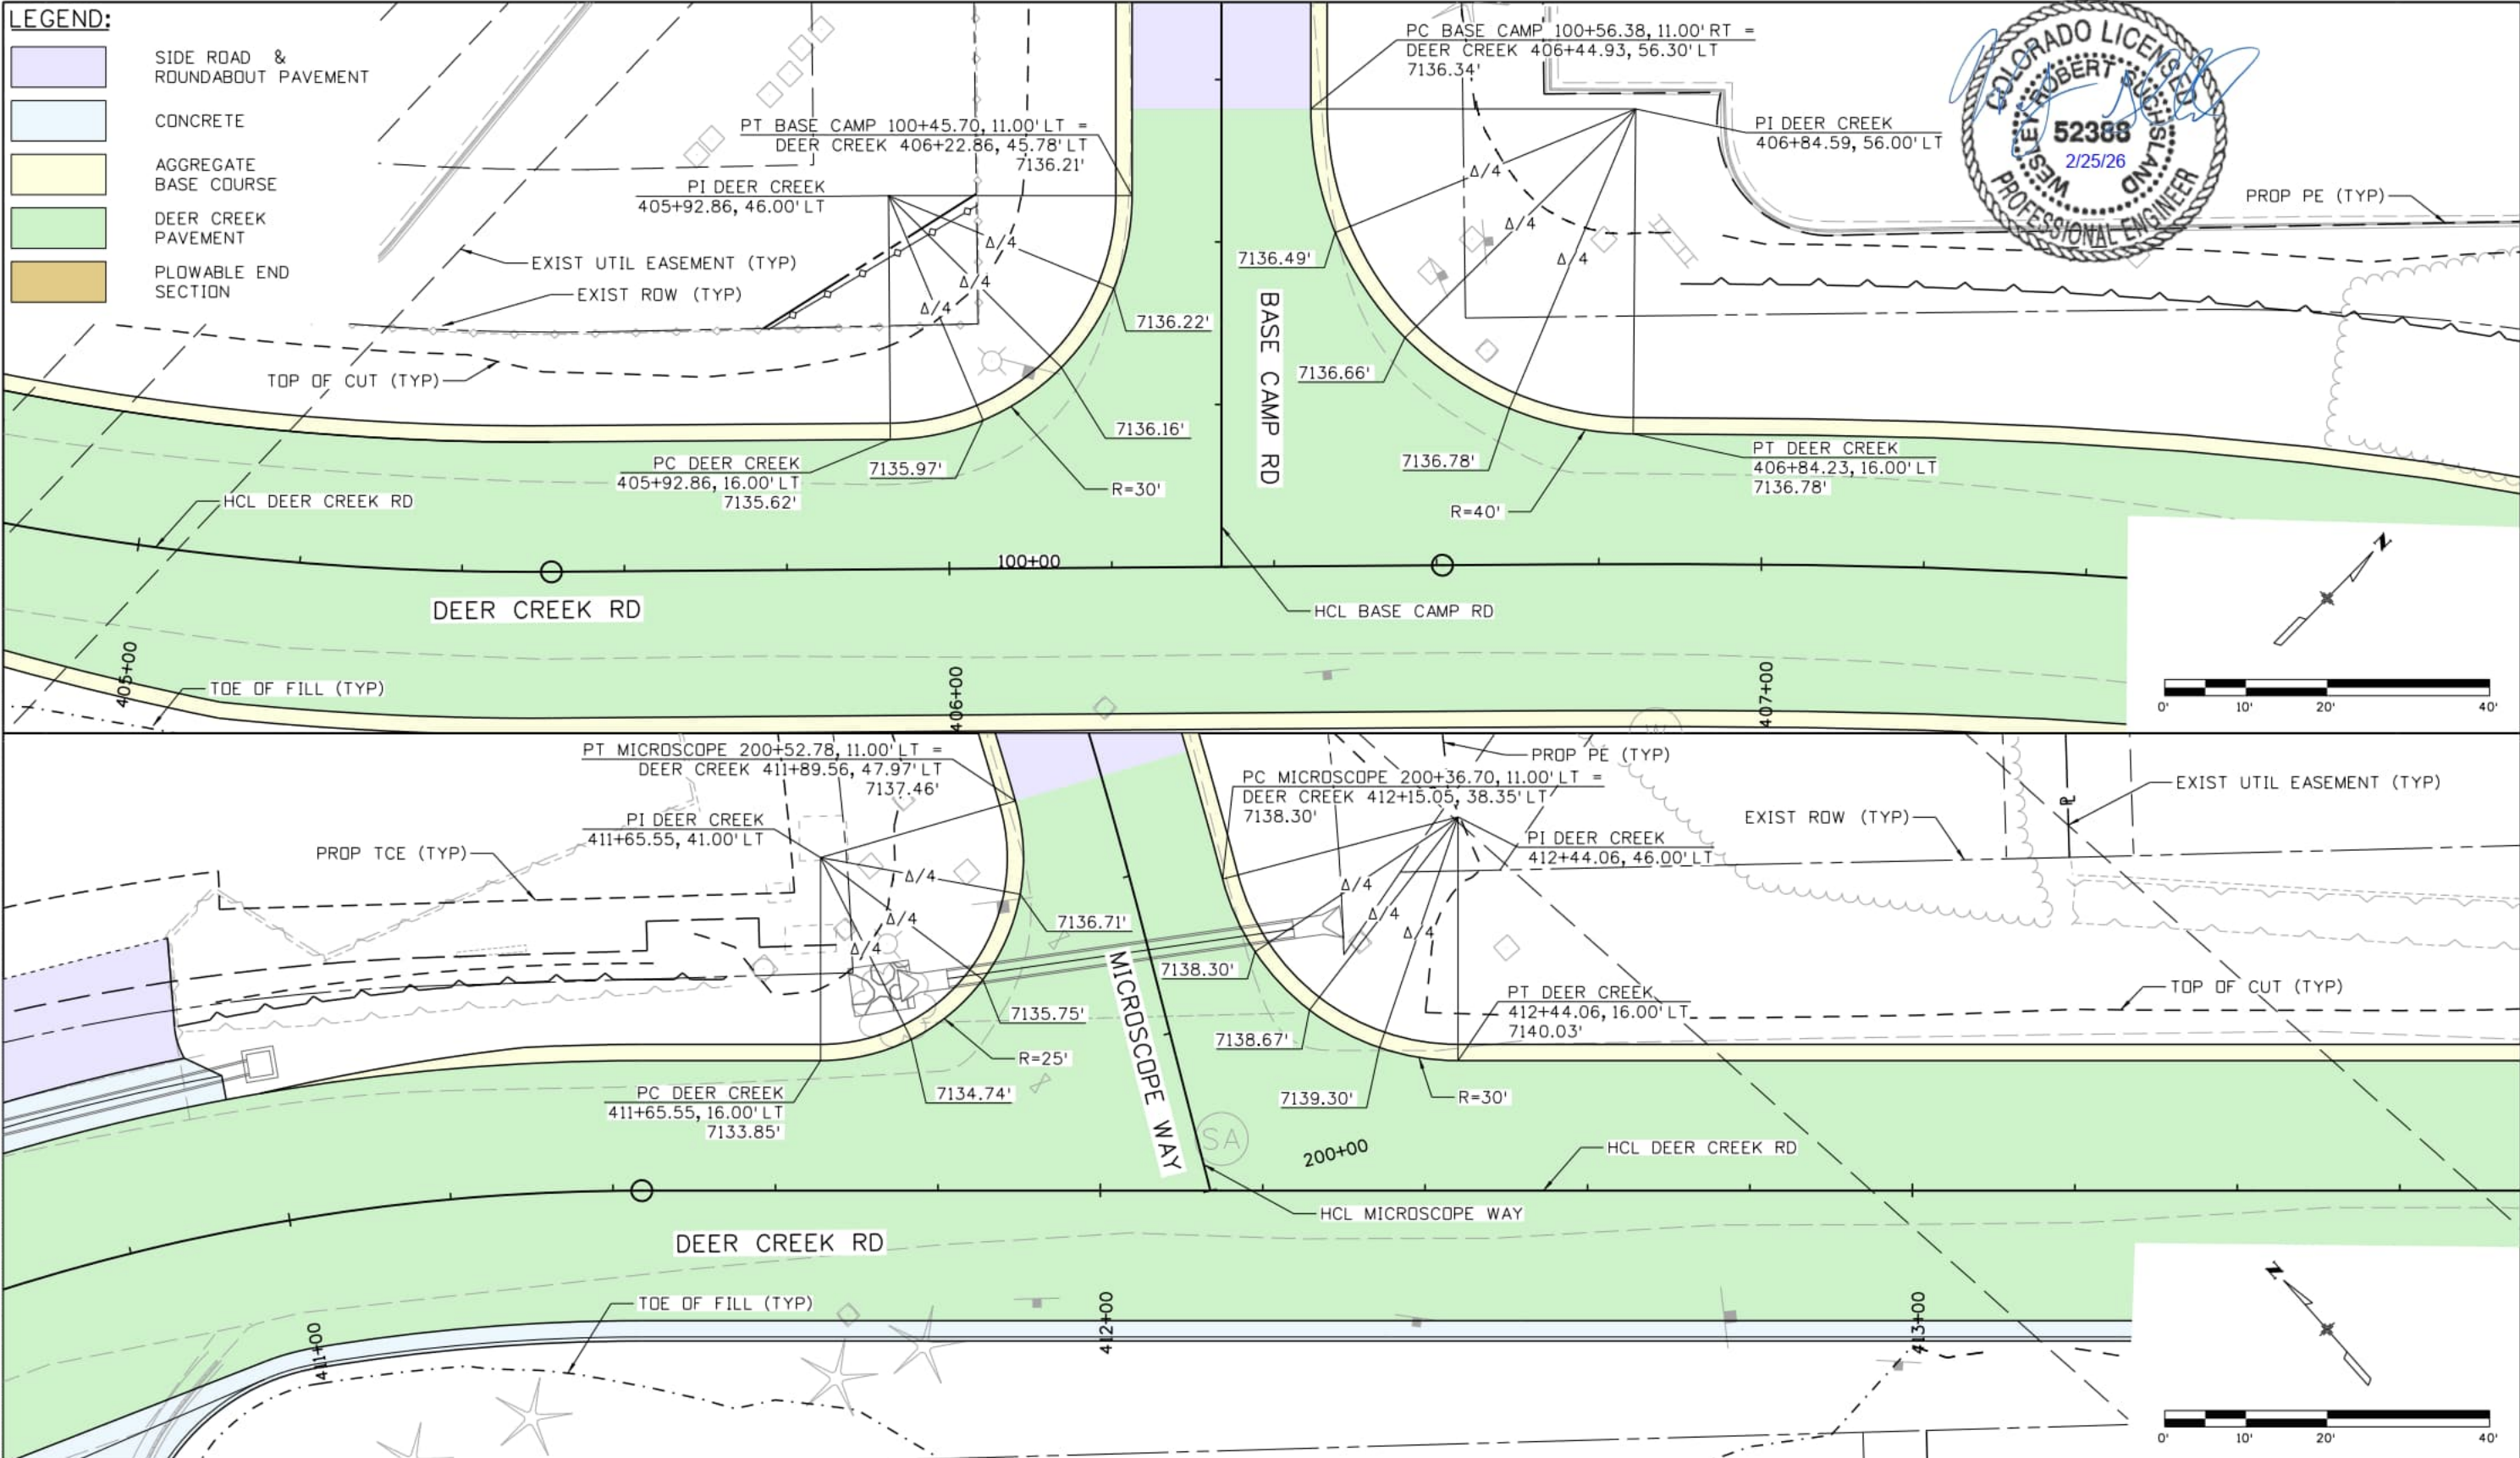 LEGEND:
SIDE ROAD &
ROUNDABOUT PAVEMENT
CONCRETE
AGGREGATE
BASE COURSE
DEER CREEK
PAVEMENT
PLOWABLE END
SECTION
PC BASE CAMP 100+56.38, 11.00' RT =
DEER CREEK 406+44.93, 56.30' LT
7136.34'
PT BASE CAMP 100+45.70, 11.00' LT =
DEER CREEK 406+22.86, 45.78' LT
7136.21'
PI DEER CREEK
405+92.86, 46.00' LT
PI DEER CREEK
406+84.59, 56.00' LT
COLORADO LICENSED
WESLEY ROBERT SUCHSLAND
52388
2/25/26
PROFESSIONAL ENGINEER
PROP PE (TYP)
EXIST UTIL EASEMENT (TYP)
EXIST ROW (TYP)
TOP OF CUT (TYP)
Δ/4
Δ/4
Δ/4
Δ/4
Δ/4
Δ/4
7136.49'
7136.22'
7136.66'
7136.16'
BASE CAMP RD
PC DEER CREEK
405+92.86, 16.00' LT
7135.62'
7135.97'
R=30'
7136.78'
R=40'
PT DEER CREEK
406+84.23, 16.00' LT
7136.78'
HCL DEER CREEK RD
100+00
DEER CREEK RD
HCL BASE CAMP RD
N
405+00
406+00
407+00
TOE OF FILL (TYP)
0' 10' 20' 40'
PT MICROSCOPE 200+52.78, 11.00' LT =
DEER CREEK 411+89.56, 47.97' LT
7137.46'
PI DEER CREEK
411+65.55, 41.00' LT
PROP TCE (TYP)
PROP PE (TYP)
PC MICROSCOPE 200+36.70, 11.00' LT =
DEER CREEK 412+15.05, 38.35' LT
7138.30'
PI DEER CREEK
412+44.06, 46.00' LT
EXIST ROW (TYP)
EXIST UTIL EASEMENT (TYP)
Δ/4
Δ/4
Δ/4
Δ/4
Δ/4
Δ/4
7136.71'
7138.30'
MICROSCOPE WAY
7135.75'
R=25'
7134.74'
PC DEER CREEK
411+65.55, 16.00' LT
7133.85'
7138.67'
7139.30'
R=30'
PT DEER CREEK
412+44.06, 16.00' LT
7140.03'
TOP OF CUT (TYP)
SA
200+00
HCL DEER CREEK RD
HCL MICROSCOPE WAY
DEER CREEK RD
TOE OF FILL (TYP)
411+00
412+00
413+00
N
0' 10' 20' 40'